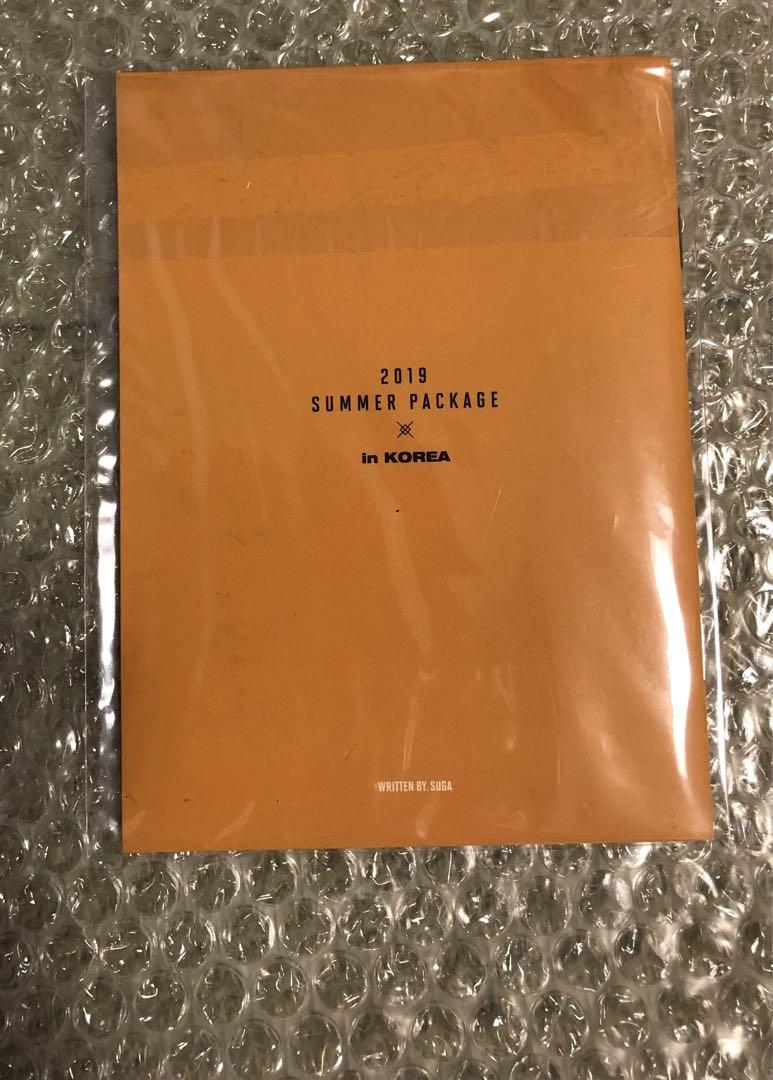 2019
SUMMER PACKAGE
in KOREA
WRITTEN BY. SUGA